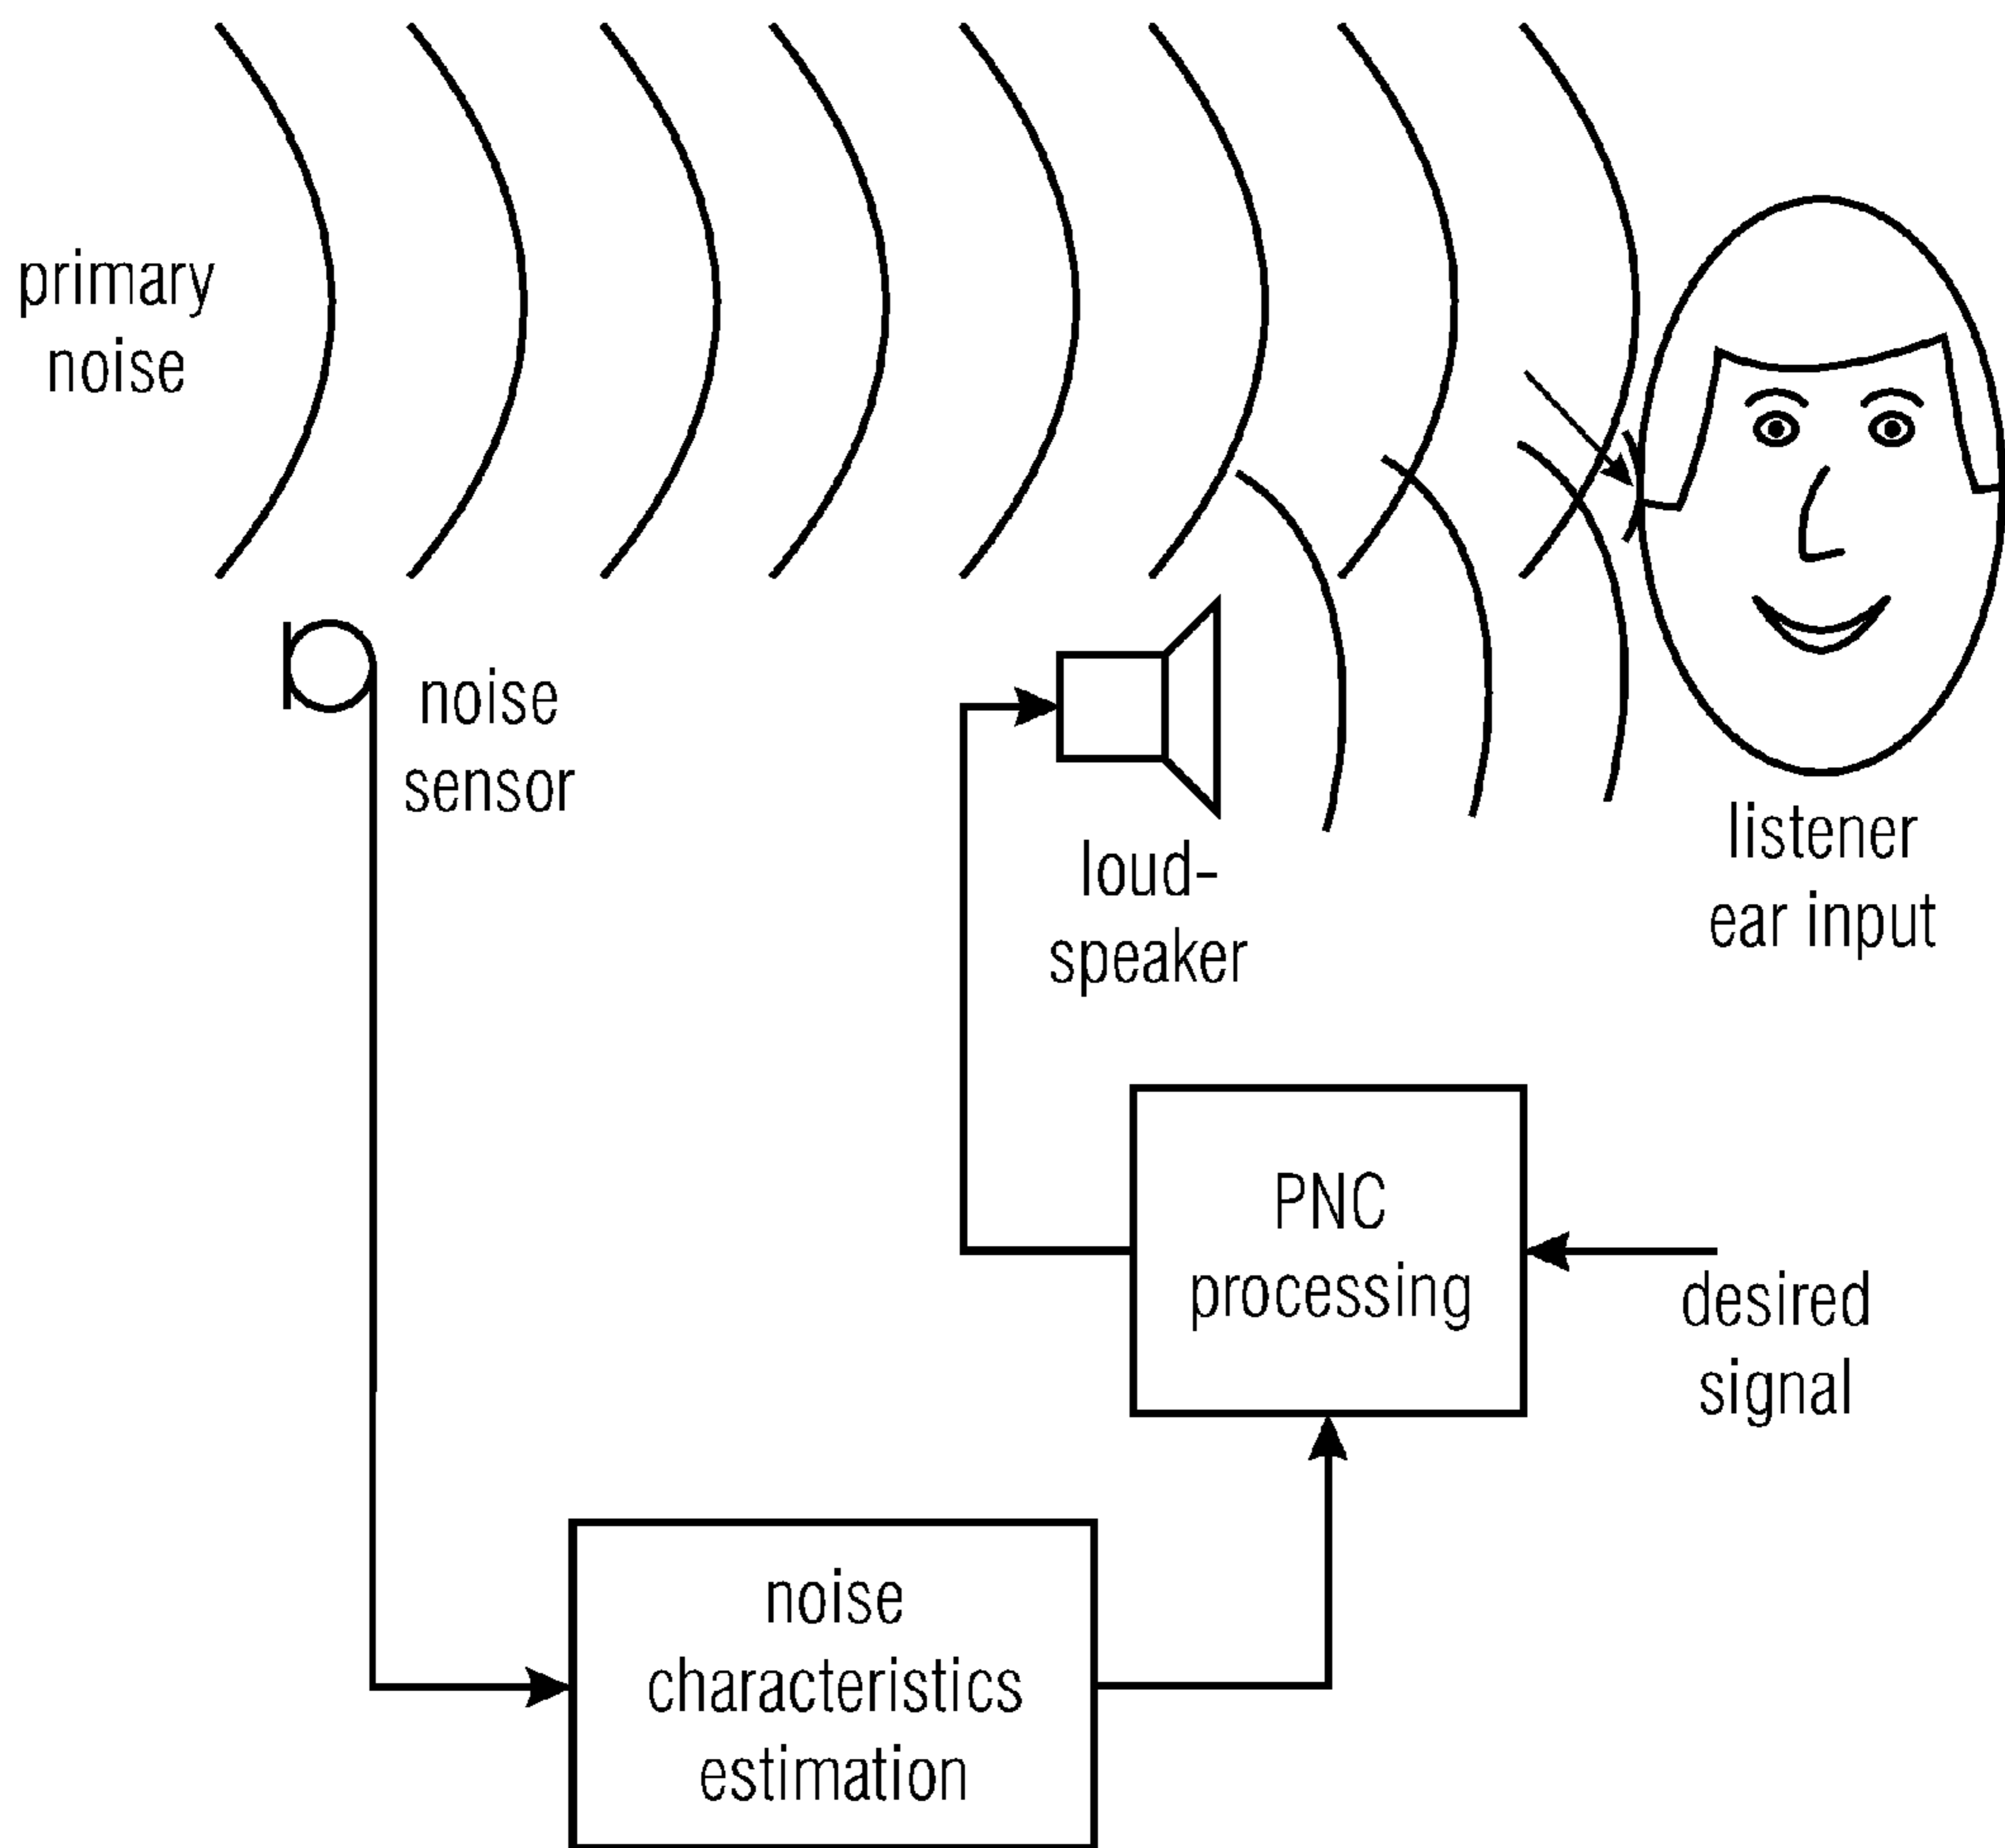 primary
noise
noise
sensor
loud-
speaker
listener
ear input
PNC
processing
desired
signal
noise
characteristics
estimation